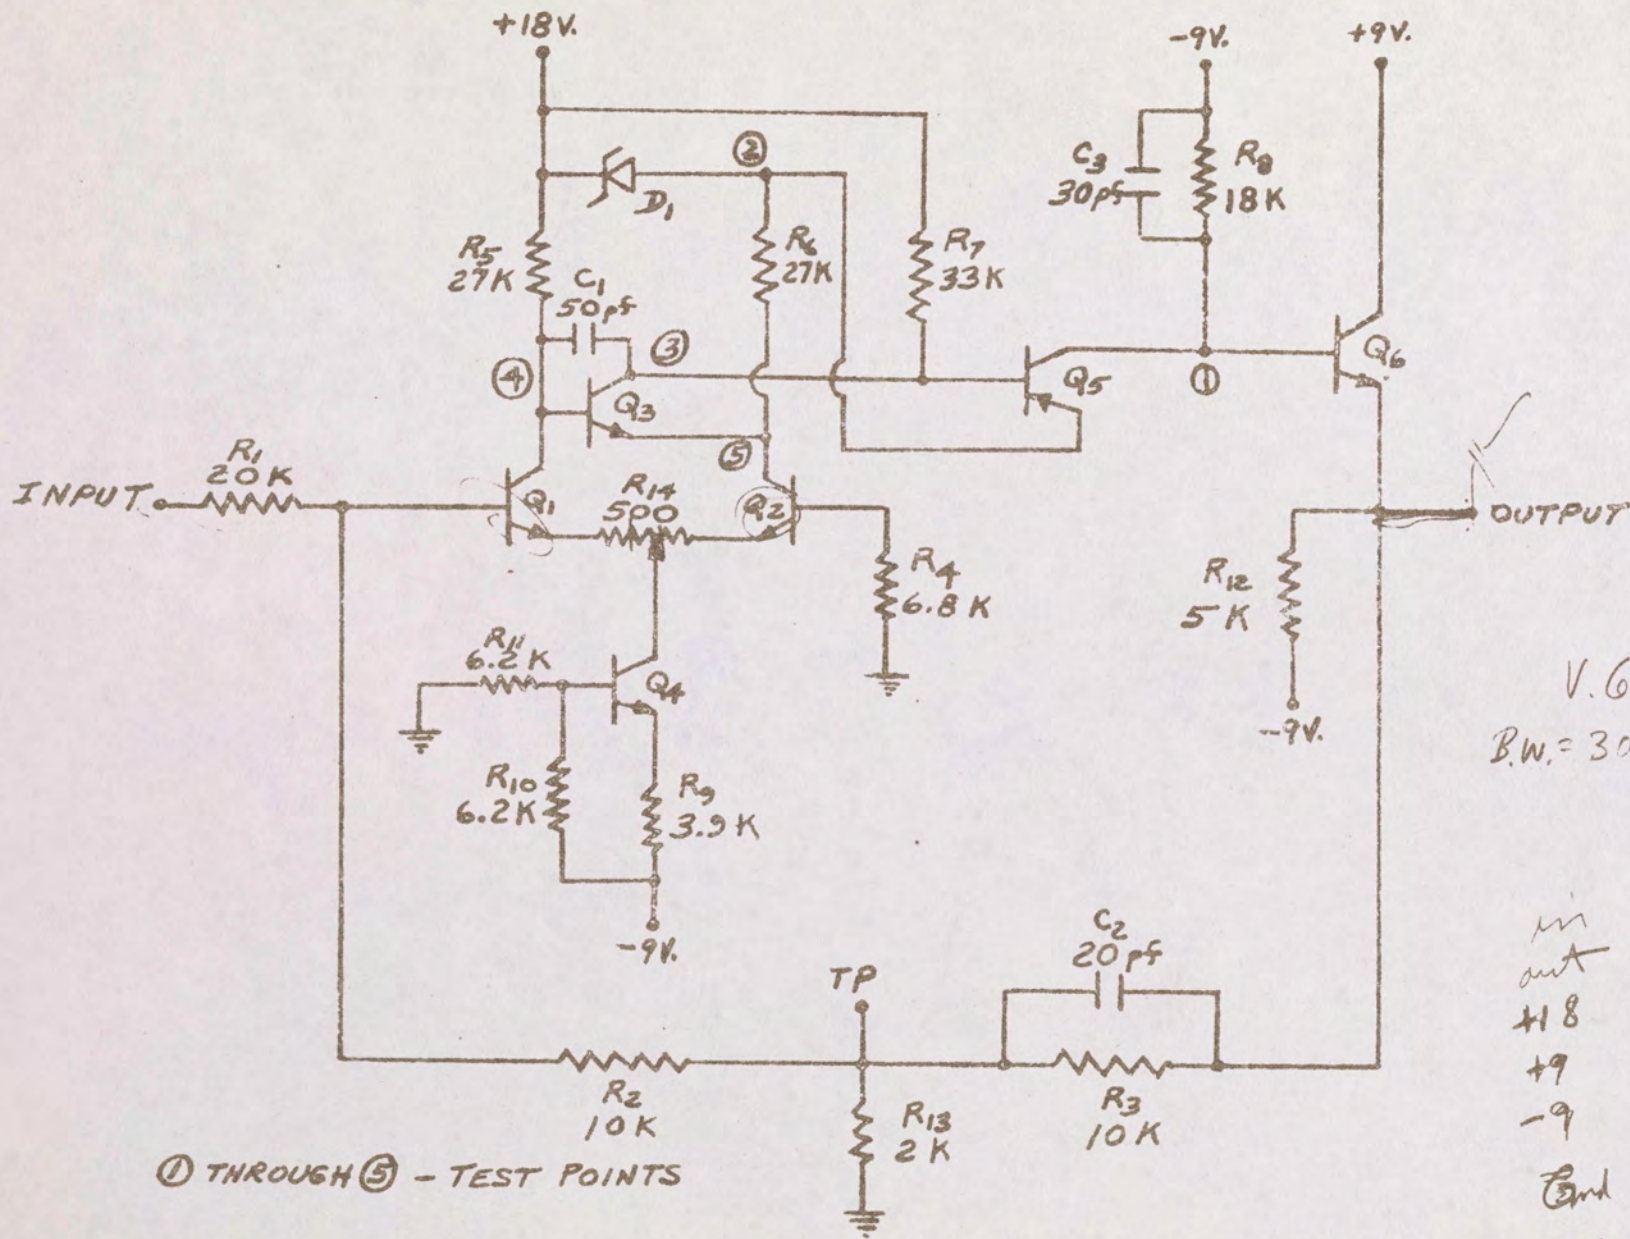 +18V.
-9V.
+9V.
②
D1
C3
30pf
R8
18K
R5
27K
C1
50pf
R6
27K
R7
33K
③
④
Q3
Q5
①
Q6
⑤
R1
20K
INPUT
Q1
R14
500
Q2
OUTPUT
R4
6.8K
R12
5K
-9V.
R11
6.2K
Q4
R10
6.2K
R9
3.9K
-9V.
V.G
B.W. = 30
in
out
+18
+9
-9
Gnd
TP
C2
20pf
R2
10K
R13
2K
R3
10K
① THROUGH ⑤ - TEST POINTS